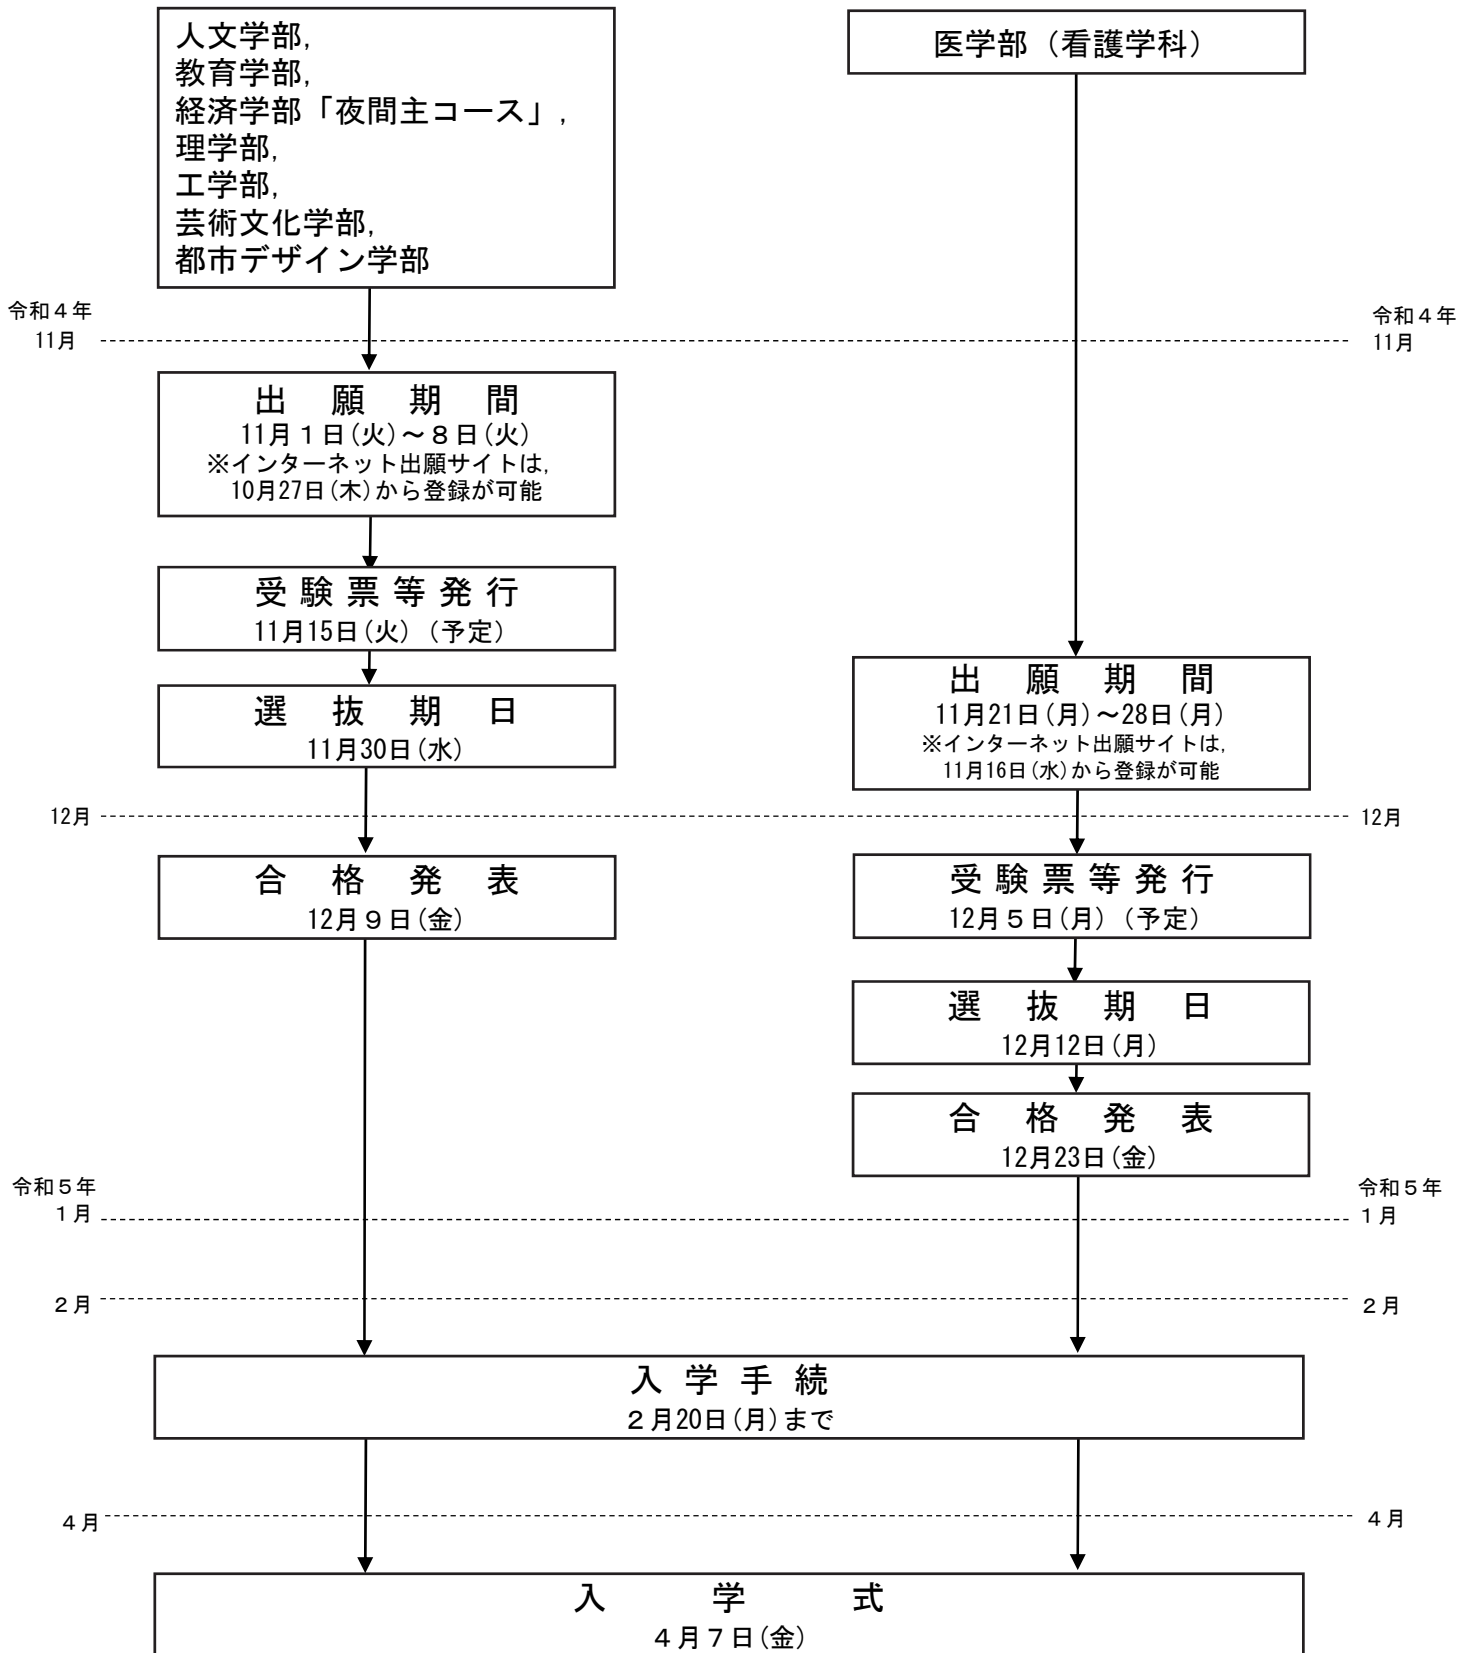 人文学部,
教育学部,
経済学部「夜間主コース」,
理学部,
工学部,
芸術文化学部,
都市デザイン学部
医学部（看護学科）
令和４年
11月
令和４年
11月
出願期間
11月１日(火)～８日(火)
※インターネット出願サイトは,
10月27日(木)から登録が可能
受験票等発行
11月15日(火)（予定）
選抜期日
11月30日(水)
出願期間
11月21日(月)～28日(月)
※インターネット出願サイトは,
11月16日(水)から登録が可能
12月
12月
合格発表
12月９日(金)
受験票等発行
12月５日(月)（予定）
選抜期日
12月12日(月)
合格発表
12月23日(金)
令和５年
１月
令和５年
１月
２月
２月
入学手続
２月20日(月)まで
４月
４月
入学式
４月７日(金)